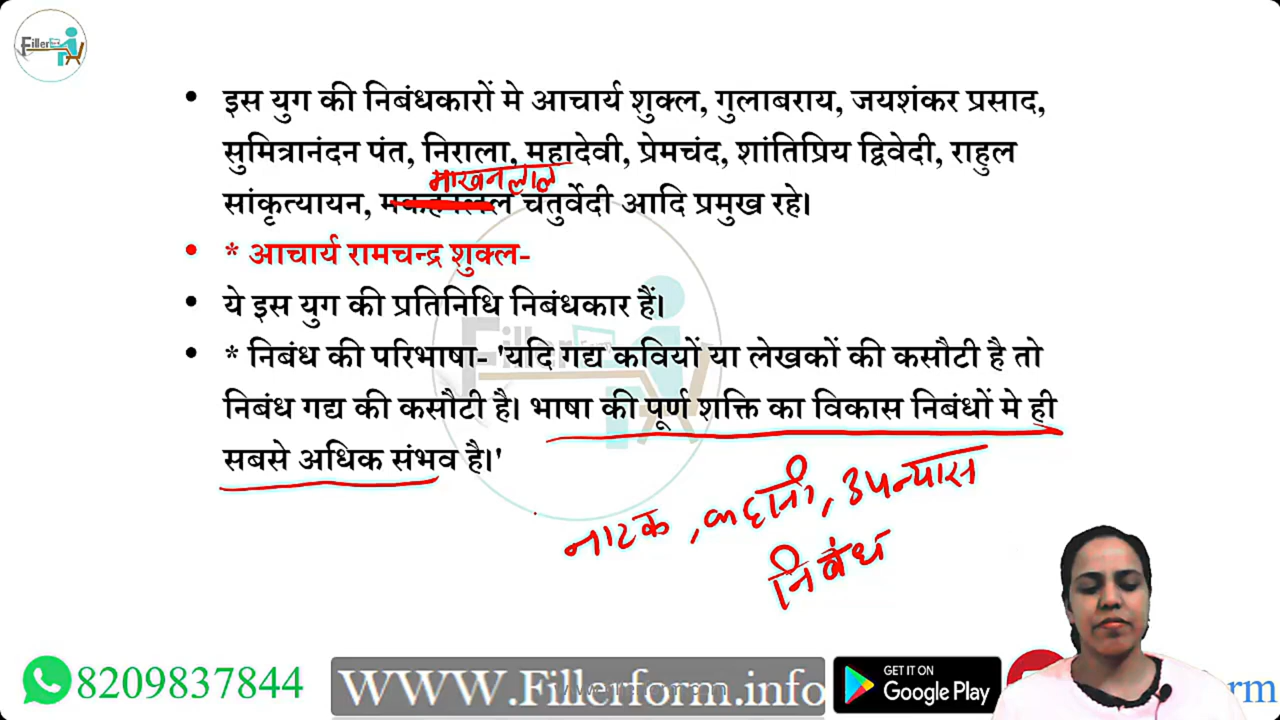 Fillerform
इस युग की निबंधकारों मे आचार्य शुक्ल, गुलाबराय, जयशंकर प्रसाद,
सुमित्रानंदन पंत, निराला, महादेवी, प्रेमचंद, शांतिप्रिय द्विवेदी, राहुल
माखनलाल
सांकृत्यायन, चतुर्वेदी आदि प्रमुख रहे।
* आचार्य रामचन्द्र शुक्ल-
ये इस युग की प्रतिनिधि निबंधकार हैं।
* निबंध की परिभाषा- 'यदि गद्य कवियों या लेखकों की कसौटी है तो
निबंध गद्य की कसौटी है। भाषा की पूर्ण शक्ति का विकास निबंधों मे ही
सबसे अधिक संभव है।'
नाटक, कहानी, उपन्यास
निबंध
8209837844
WWW.Fillerform.info
GET IT ON
Google Play